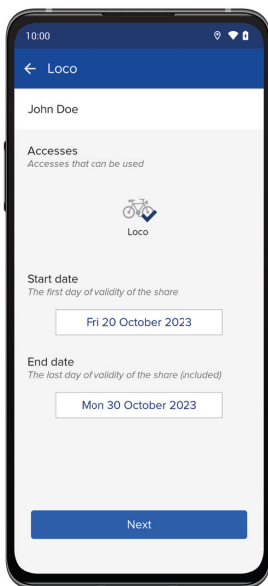 10:00
Loco
John Doe
Accesses
Accesses that can be used
Loco
Start date
The first day of validity of the share
Fri 20 October 2023
End date
The last day of validity of the share (included)
Mon 30 October 2023
Next